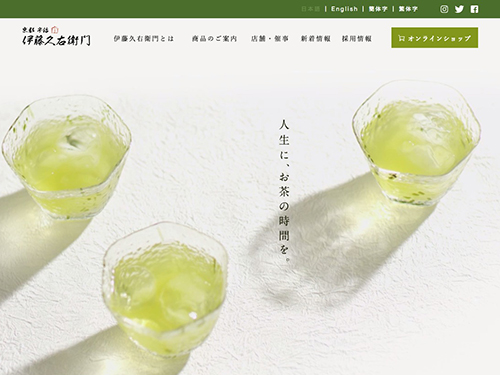 日本語 | English | 簡体字 | 繁体字
京都 宇治
伊藤久右衛門
伊藤久右衛門とは 商品のご案内 店舗・催事 新着情報 採用情報 オンラインショップ
人生に、お茶の時間を。